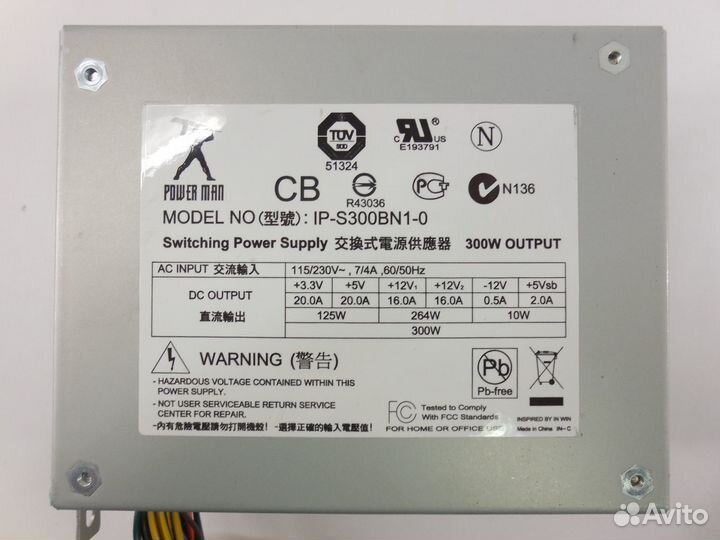 TÜV
51324
C RU US ®
E193791
N
POWER MAN
CB
R43036
PCT
N136
MODEL NO (型號): IP-S300BN1-0
Switching Power Supply 交換式電源供應器 300W OUTPUT
AC INPUT 交流輸入 115/230V~ , 7/4A ,60/50Hz
DC OUTPUT 直流輸出
+3.3V +5V +12V₁ +12V₂ -12V +5Vsb
20.0A 20.0A 16.0A 16.0A 0.5A 2.0A
125W 264W 10W
300W
WARNING (警告)
- HAZARDOUS VOLTAGE CONTAINED WITHIN THIS
POWER SUPPLY.
- NOT USER SERVICEABLE RETURN SERVICE
CENTER FOR REPAIR.
-內有危險電壓請勿打開機殼! -選擇正確的輸入電壓值!
Pb
Pb-free
FC Tested to Comply
With FCC Standards
FOR HOME OR OFFICE USE
INSPIRED BY IN WIN
Made in China IN-C
Avito